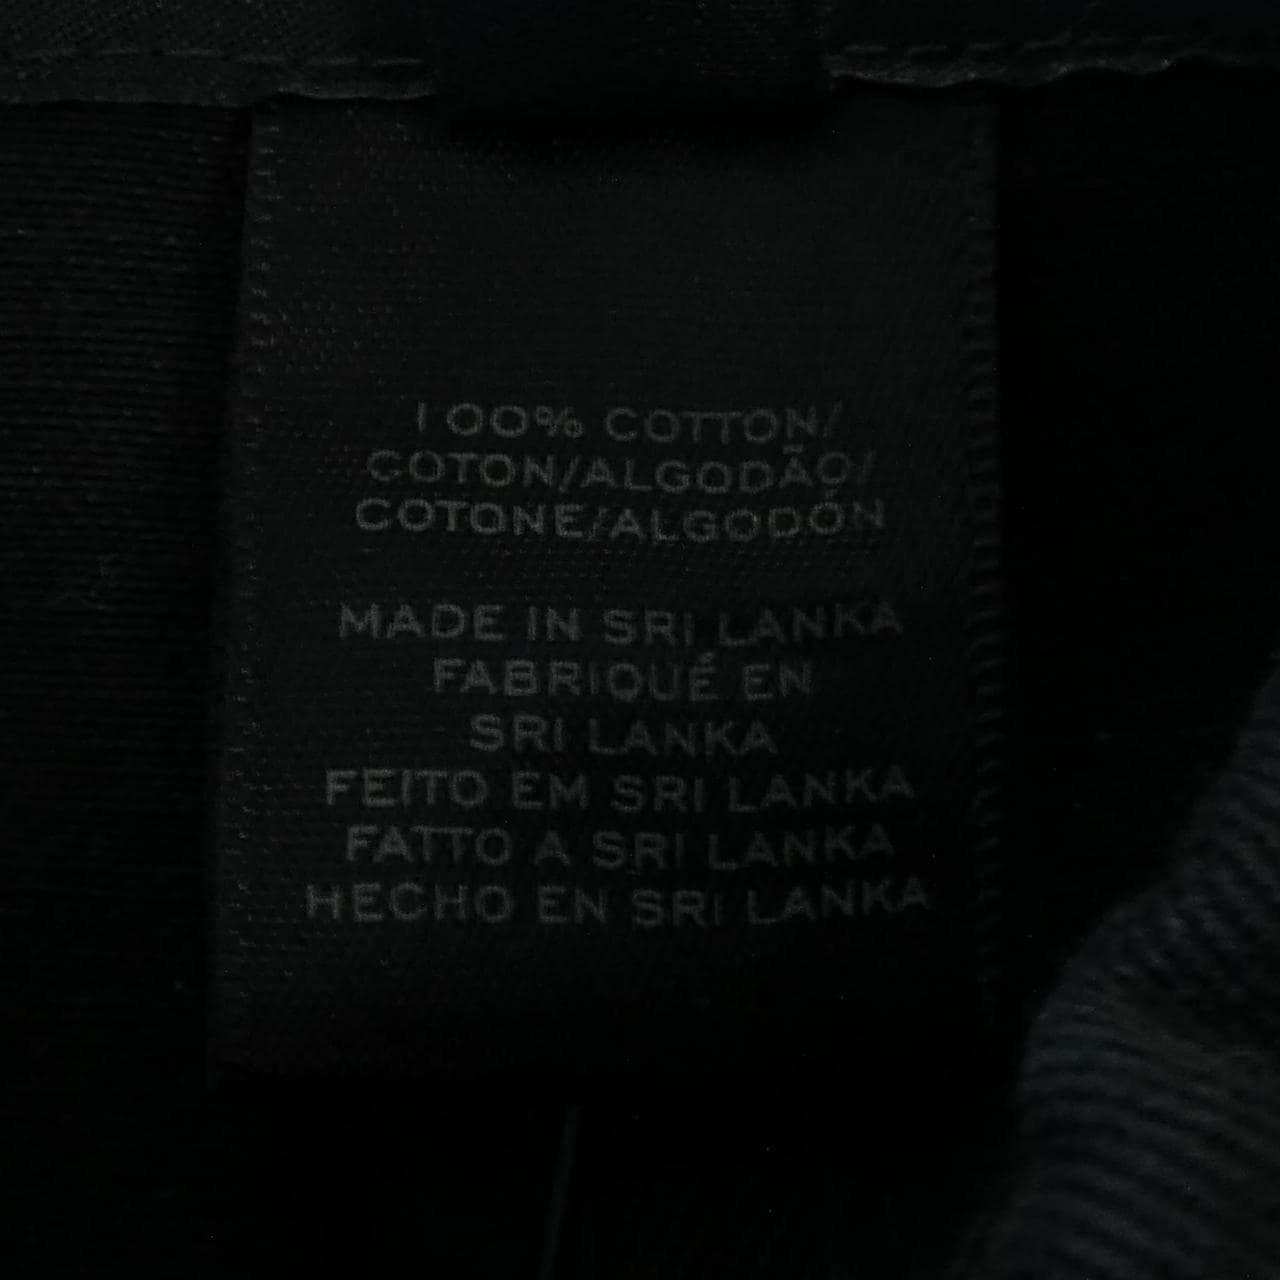 100% COTTON/
COTON/ALGODÃO/
COTONE/ALGODÓN
MADE IN SRI LANKA
FABRIQUÉ EN
SRI LANKA
FEITO EM SRI LANKA
FATTO A SRI LANKA
HECHO EN SRI LANKA